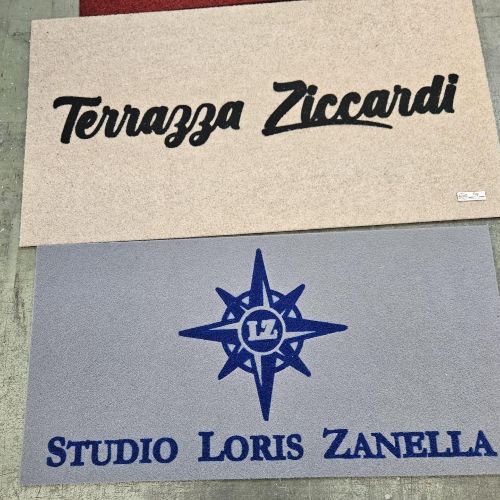 Terrazza Ziccardi
LZ
STUDIO LORIS ZANELLA